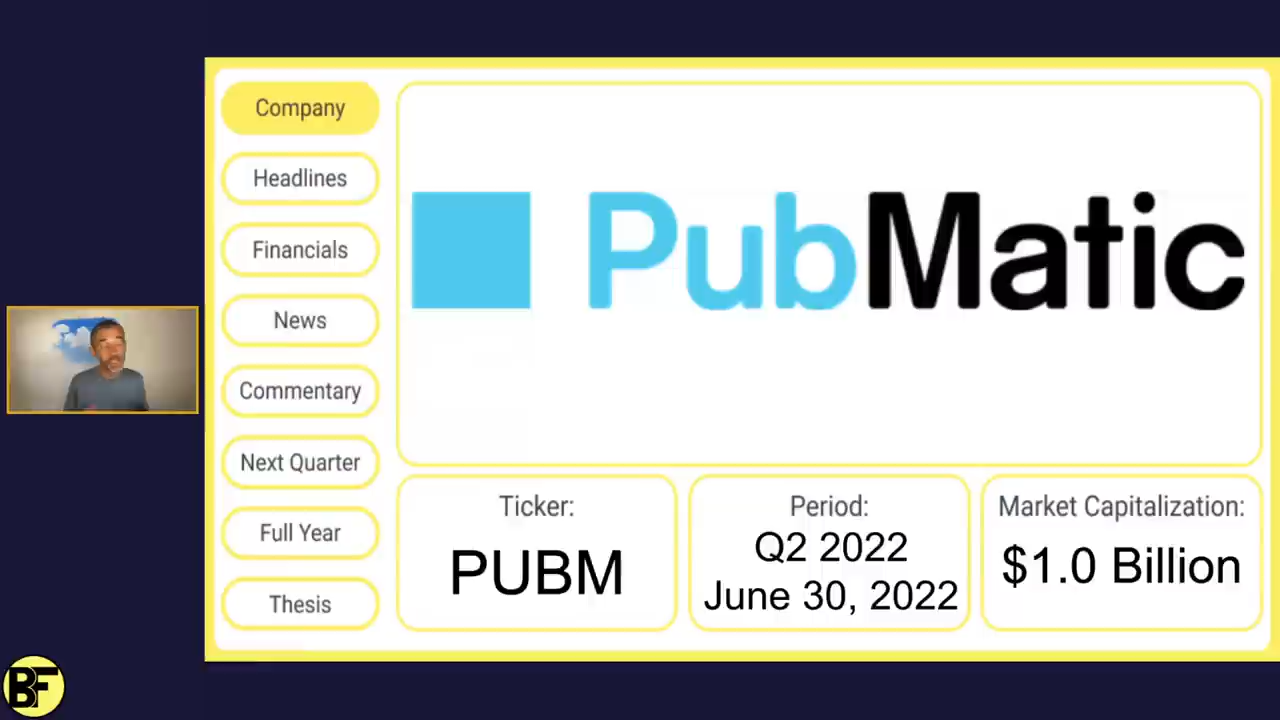 Company
Headlines
Financials
News
Commentary
Next Quarter
Full Year
Thesis
PubMatic
Ticker:
PUBM
Period:
Q2 2022
June 30, 2022
Market Capitalization:
$1.0 Billion
BF